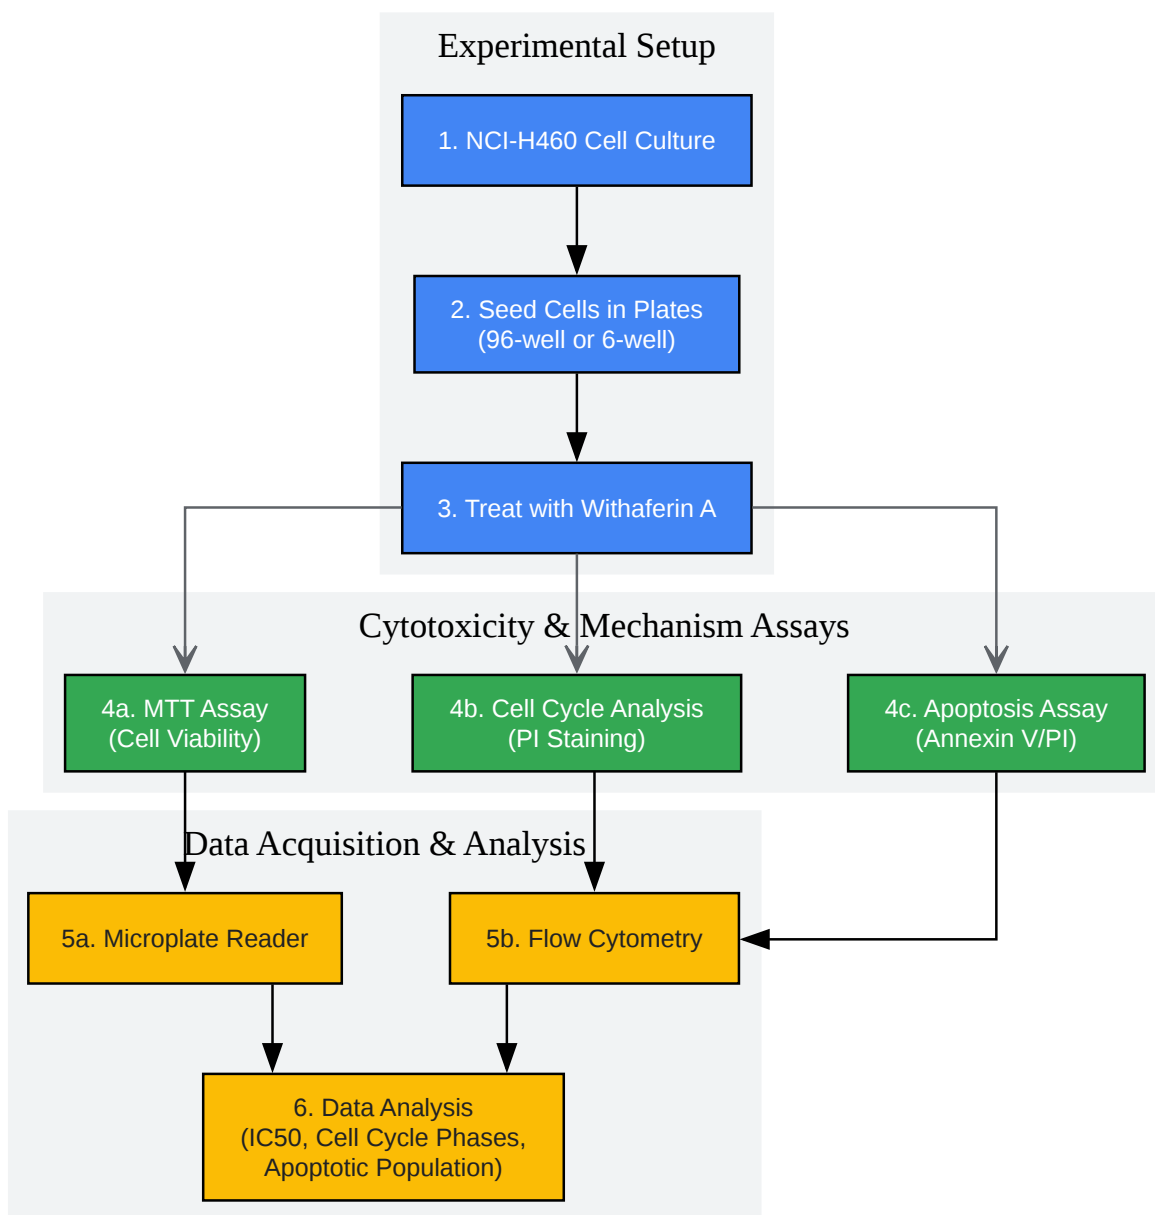 Experimental Setup
1. NCI-H460 Cell Culture
2. Seed Cells in Plates
(96-well or 6-well)
3. Treat with Withaferin A
Cytotoxicity & Mechanism Assays
4a. MTT Assay
(Cell Viability)
4b. Cell Cycle Analysis
(PI Staining)
4c. Apoptosis Assay
(Annexin V/PI)
Data Acquisition & Analysis
5a. Microplate Reader
5b. Flow Cytometry
6. Data Analysis
(IC50, Cell Cycle Phases,
Apoptotic Population)